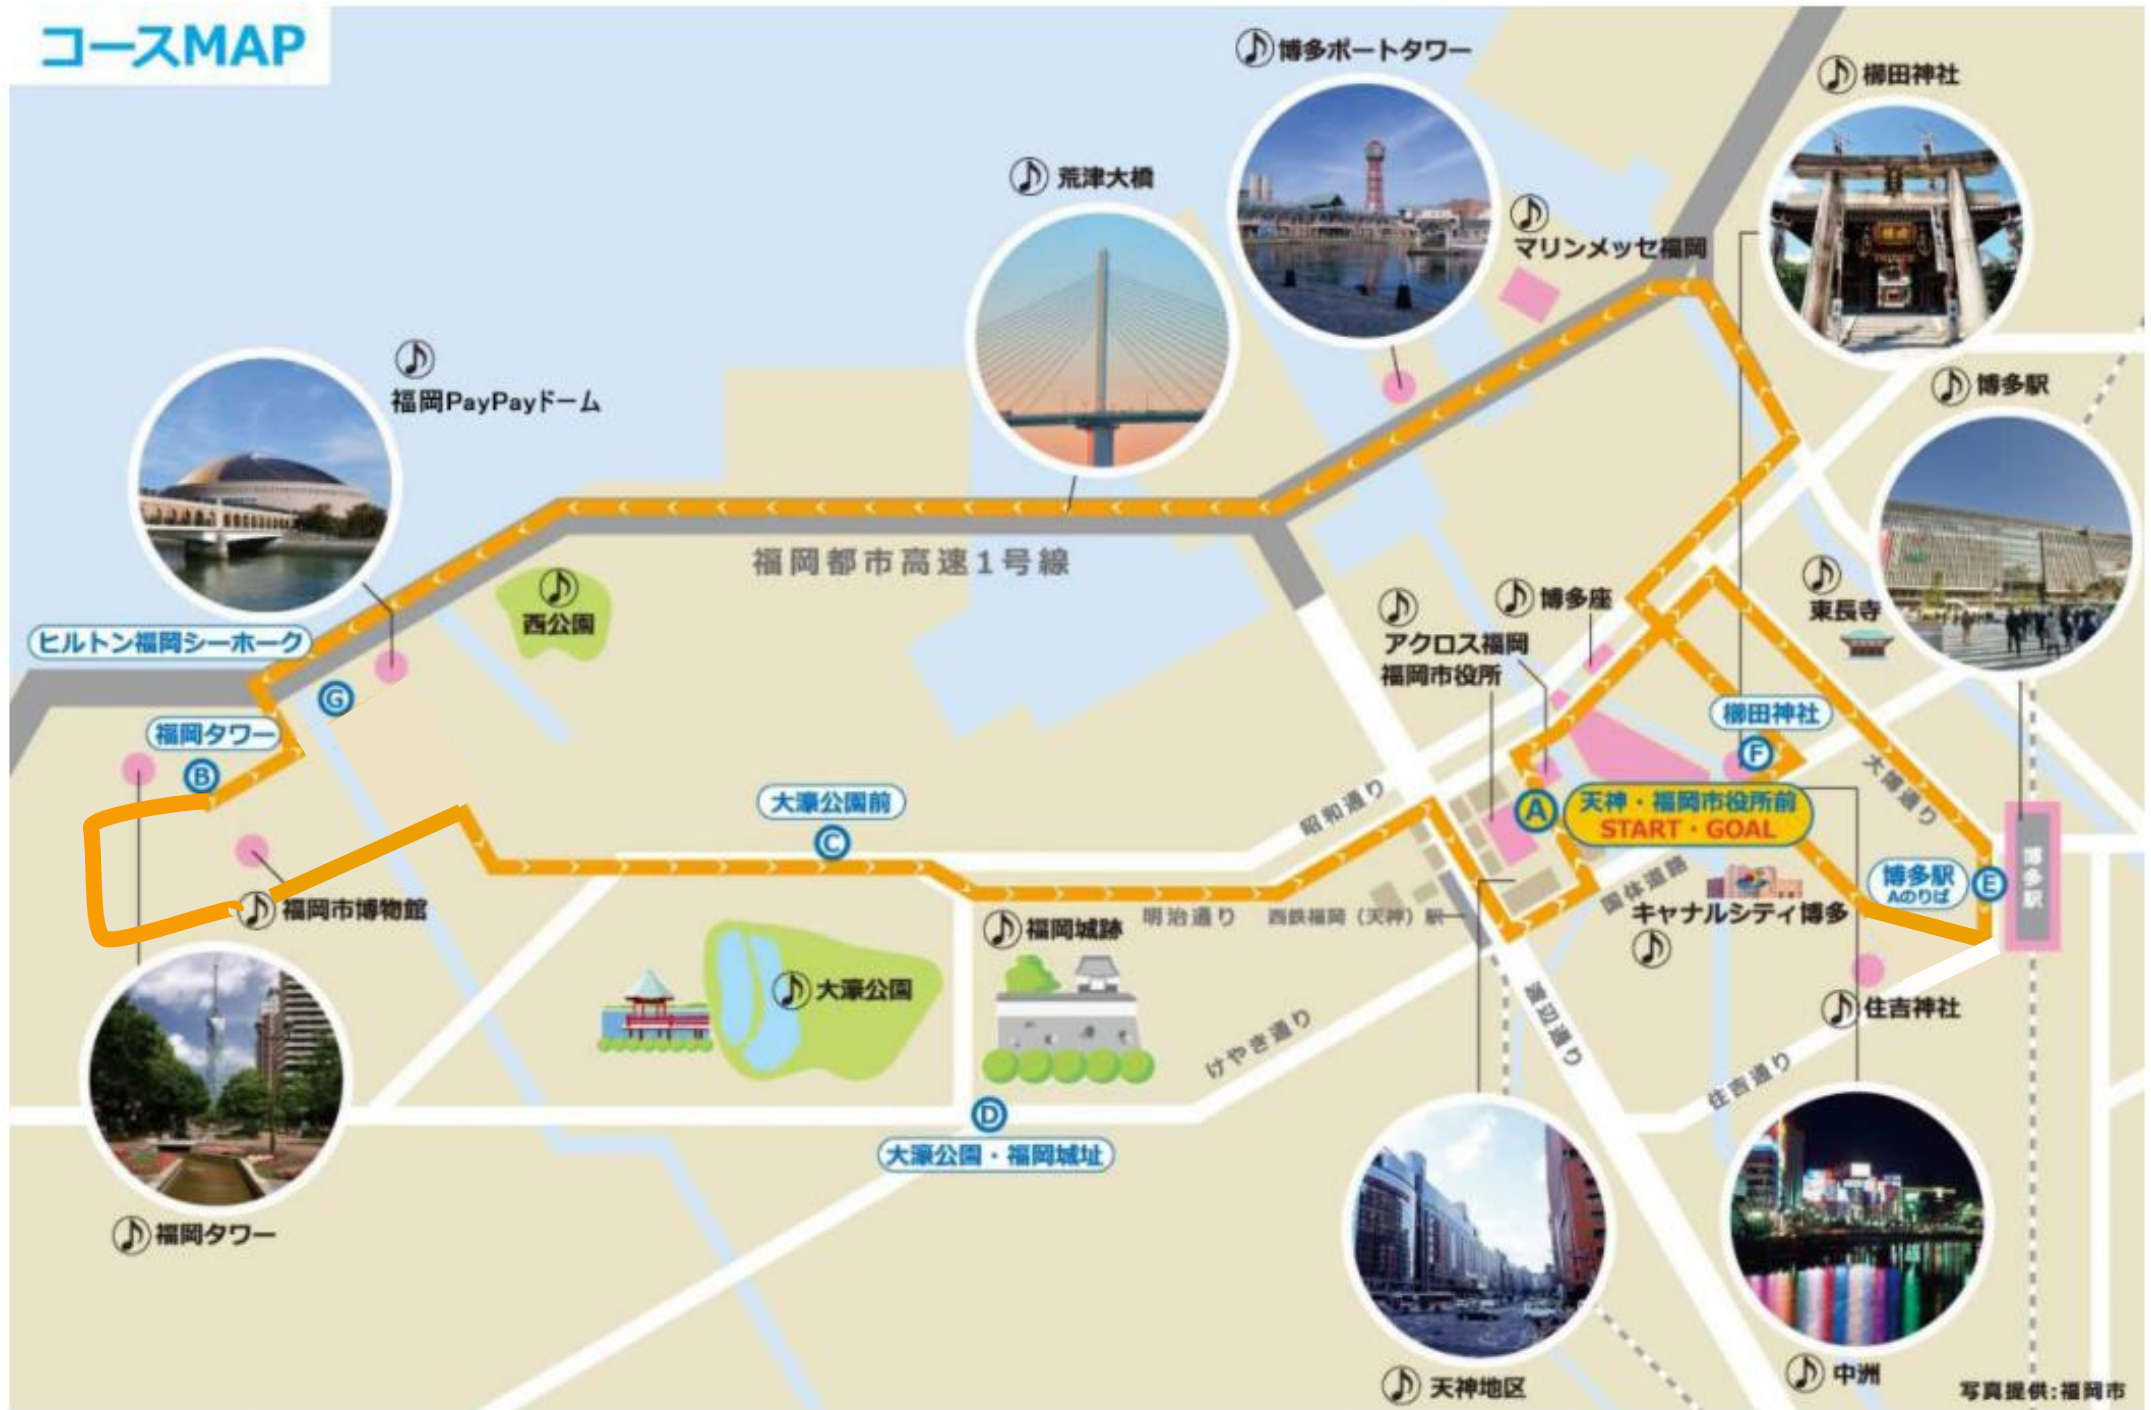 コースMAP
博多ポートタワー
櫛田神社
荒津大橋
マリンメッセ福岡
福岡PayPayドーム
博多駅
福岡都市高速1号線
西公園
博多座
東長寺
アクロス福岡
福岡市役所
ヒルトン福岡シーホーク
G
福岡タワー
B
櫛田神社
F
大博通り
大濠公園前
C
昭和通り
A
天神・福岡市役所前
START・GOAL
博多駅
Aのりば
E
博多駅
国体道路
キャナルシティ博多
福岡市博物館
明治通り
西鉄福岡（天神）駅
福岡城跡
大濠公園
住吉神社
渡辺通り
けやき通り
住吉通り
D
大濠公園・福岡城址
福岡タワー
天神地区
中洲
写真提供:福岡市